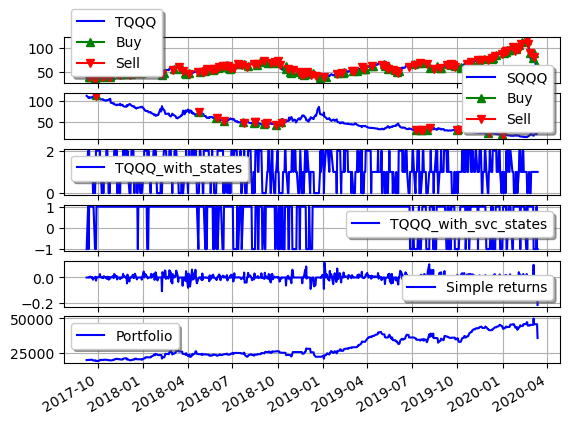 TQQQ
Buy
Sell
100
50
SQQQ
Buy
Sell
100
50
2
0
TQQQ_with_states
1
0
−1
TQQQ_with_svc_states
0.0
−0.2
Simple returns
50000
25000
Portfolio
2017-10 2018-01 2018-04 2018-07 2018-10 2019-01 2019-04 2019-07 2019-10 2020-01 2020-04